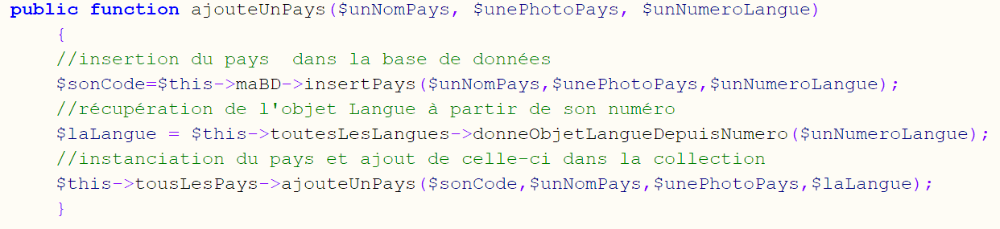 public function ajouteUnPays($unNomPays, $unePhotoPays, $unNumeroLangue)
{
//insertion du pays  dans la base de données
$sonCode=$this->maBD->insertPays($unNomPays,$unePhotoPays,$unNumeroLangue);
//récupération de l'objet Langue à partir de son numéro
$laLangue = $this->toutesLesLangues->donneObjetLangueDepuisNumero($unNumeroLangue);
//instanciation du pays et ajout de celle-ci dans la collection
$this->tousLesPays->ajouteUnPays($sonCode,$unNomPays,$unePhotoPays,$laLangue);
}